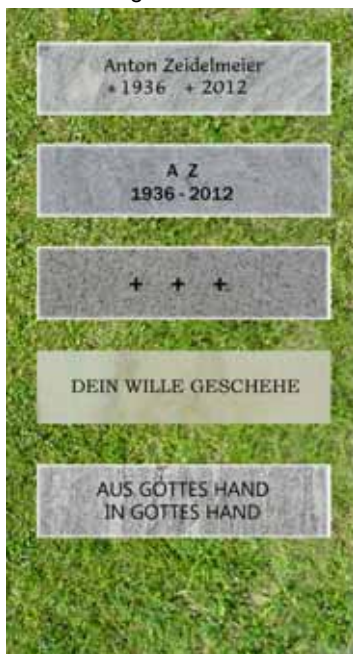 Anton Zeidelmeier
* 1936 + 2012
A Z
1936 - 2012
+ + +
DEIN WILLE GESCHEHE
AUS GOTTES HAND
IN GOTTES HAND